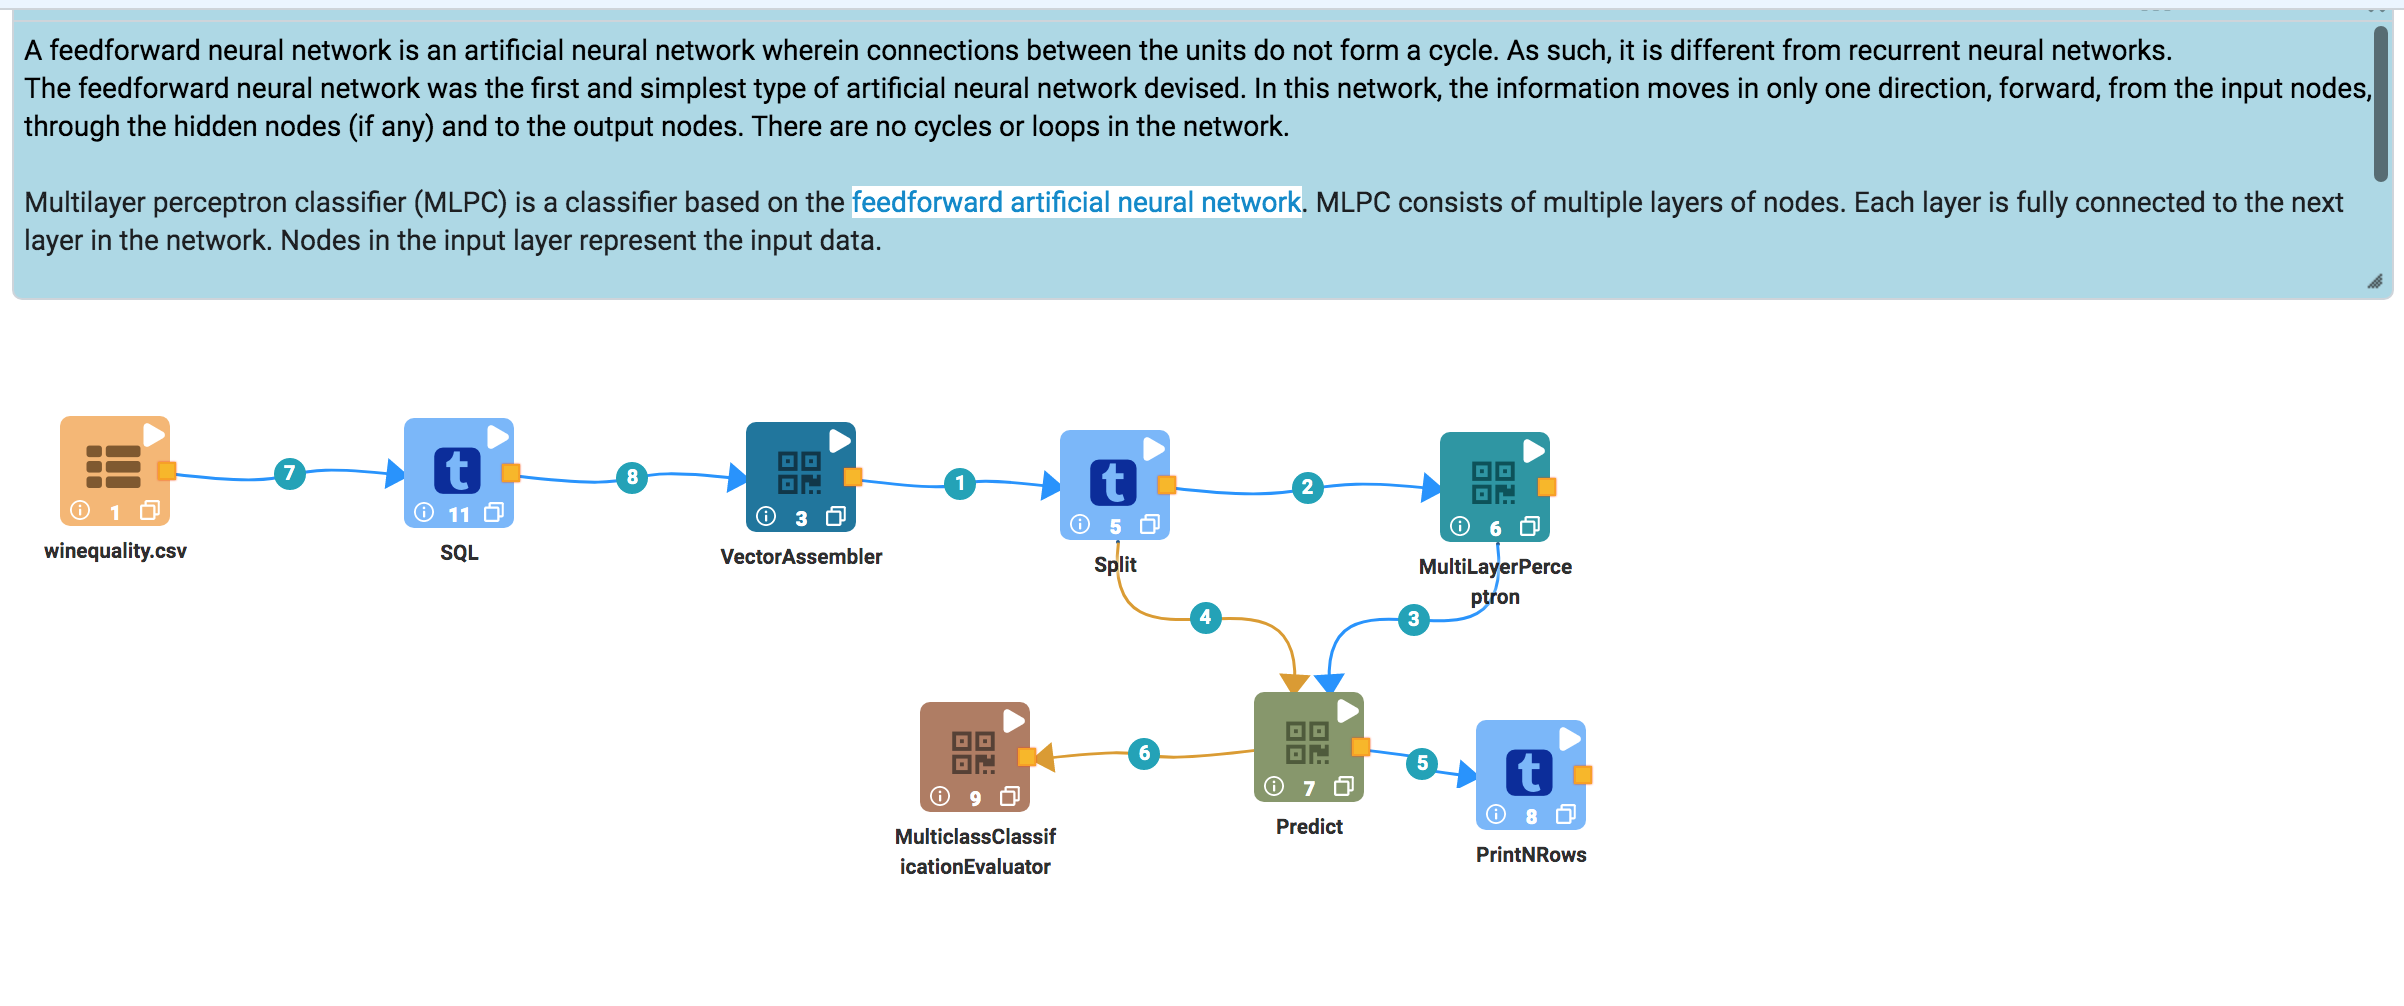 A feedforward neural network is an artificial neural network wherein connections between the units do not form a cycle. As such, it is different from recurrent neural networks.
The feedforward neural network was the first and simplest type of artificial neural network devised. In this network, the information moves in only one direction, forward, from the input nodes,
through the hidden nodes (if any) and to the output nodes. There are no cycles or loops in the network.
Multilayer perceptron classifier (MLPC) is a classifier based on the feedforward artificial neural network. MLPC consists of multiple layers of nodes. Each layer is fully connected to the next
layer in the network. Nodes in the input layer represent the input data.
1
winequality.csv
7
t
11
SQL
8
3
VectorAssembler
1
t
5
Split
2
6
MultiLayerPerce
ptron
4
3
9
MulticlassClassif
icationEvaluator
6
7
Predict
5
t
8
PrintNRows